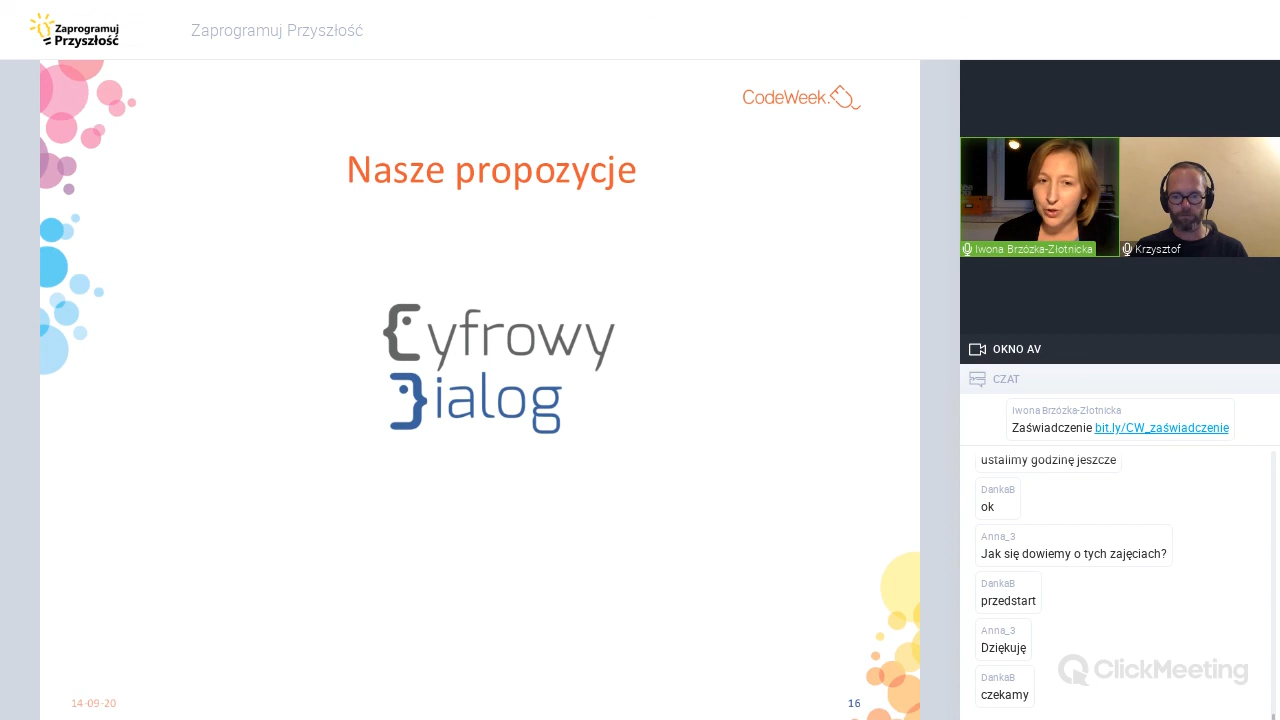 Zaprogramuj
Przyszłość
Zaprogramuj Przyszłość
CodeWeek
Nasze propozycje
Cyfrowy
Dialog
14-09-20
16
Iwona Brzózka-Złotnicka
Krzysztof
OKNO AV
CZAT
Iwona Brzózka-Złotnicka
Zaświadczenie bit.ly/CW_zaświadczenie
ustalimy godzinę jeszcze
DankaB
ok
Anna_3
Jak się dowiemy o tych zajęciach?
DankaB
przedstart
Anna_3
Dziękuję
DankaB
czekamy
ClickMeeting